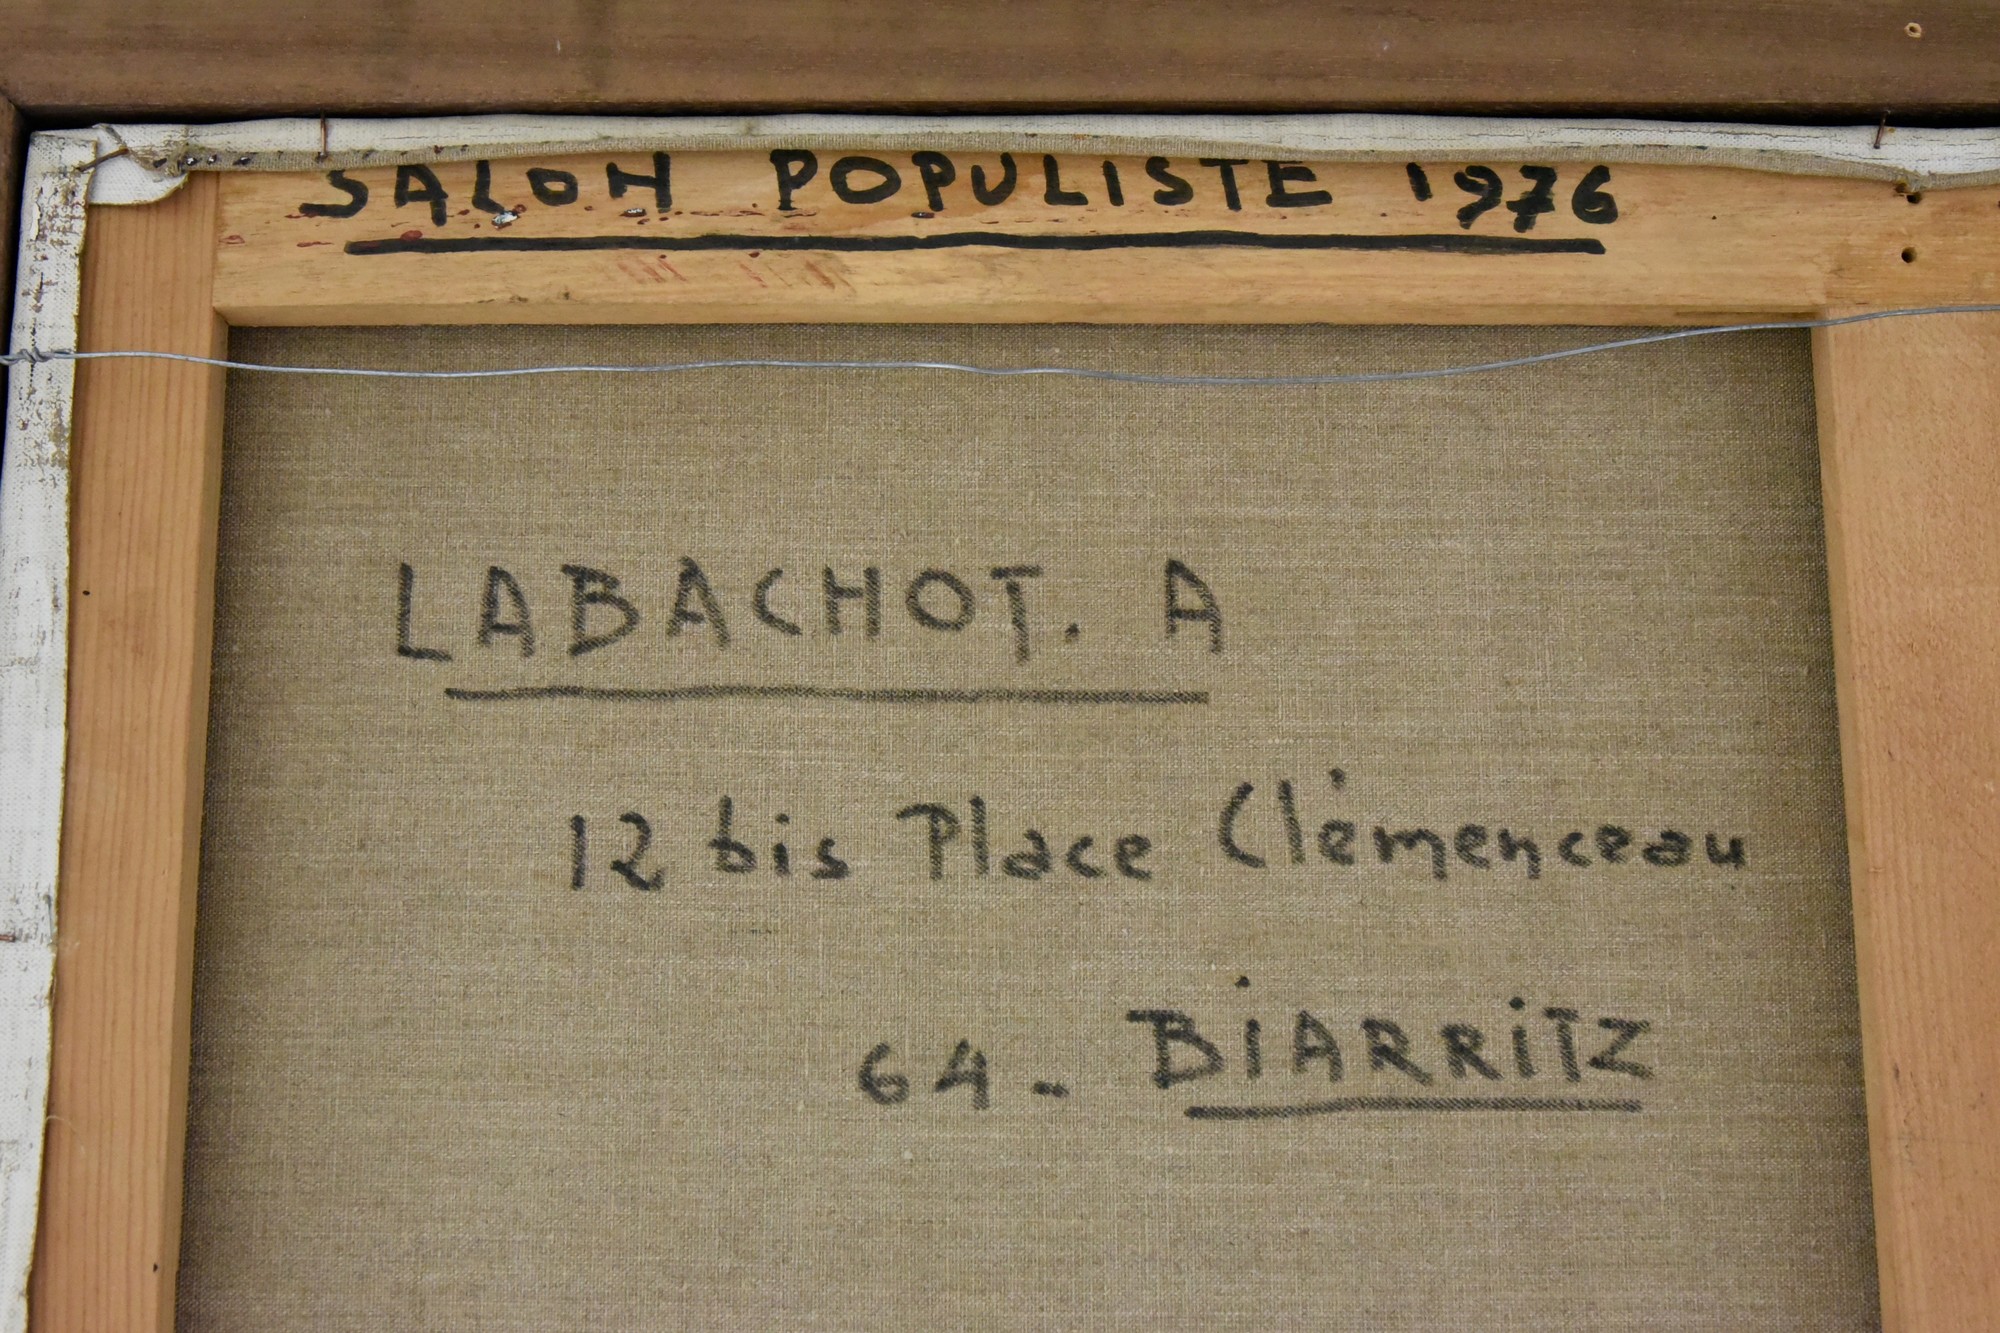 SALON POPULISTE 1976
LABACHOT. A
12 bis Place Clémenceau
64 - BiARRiTZ